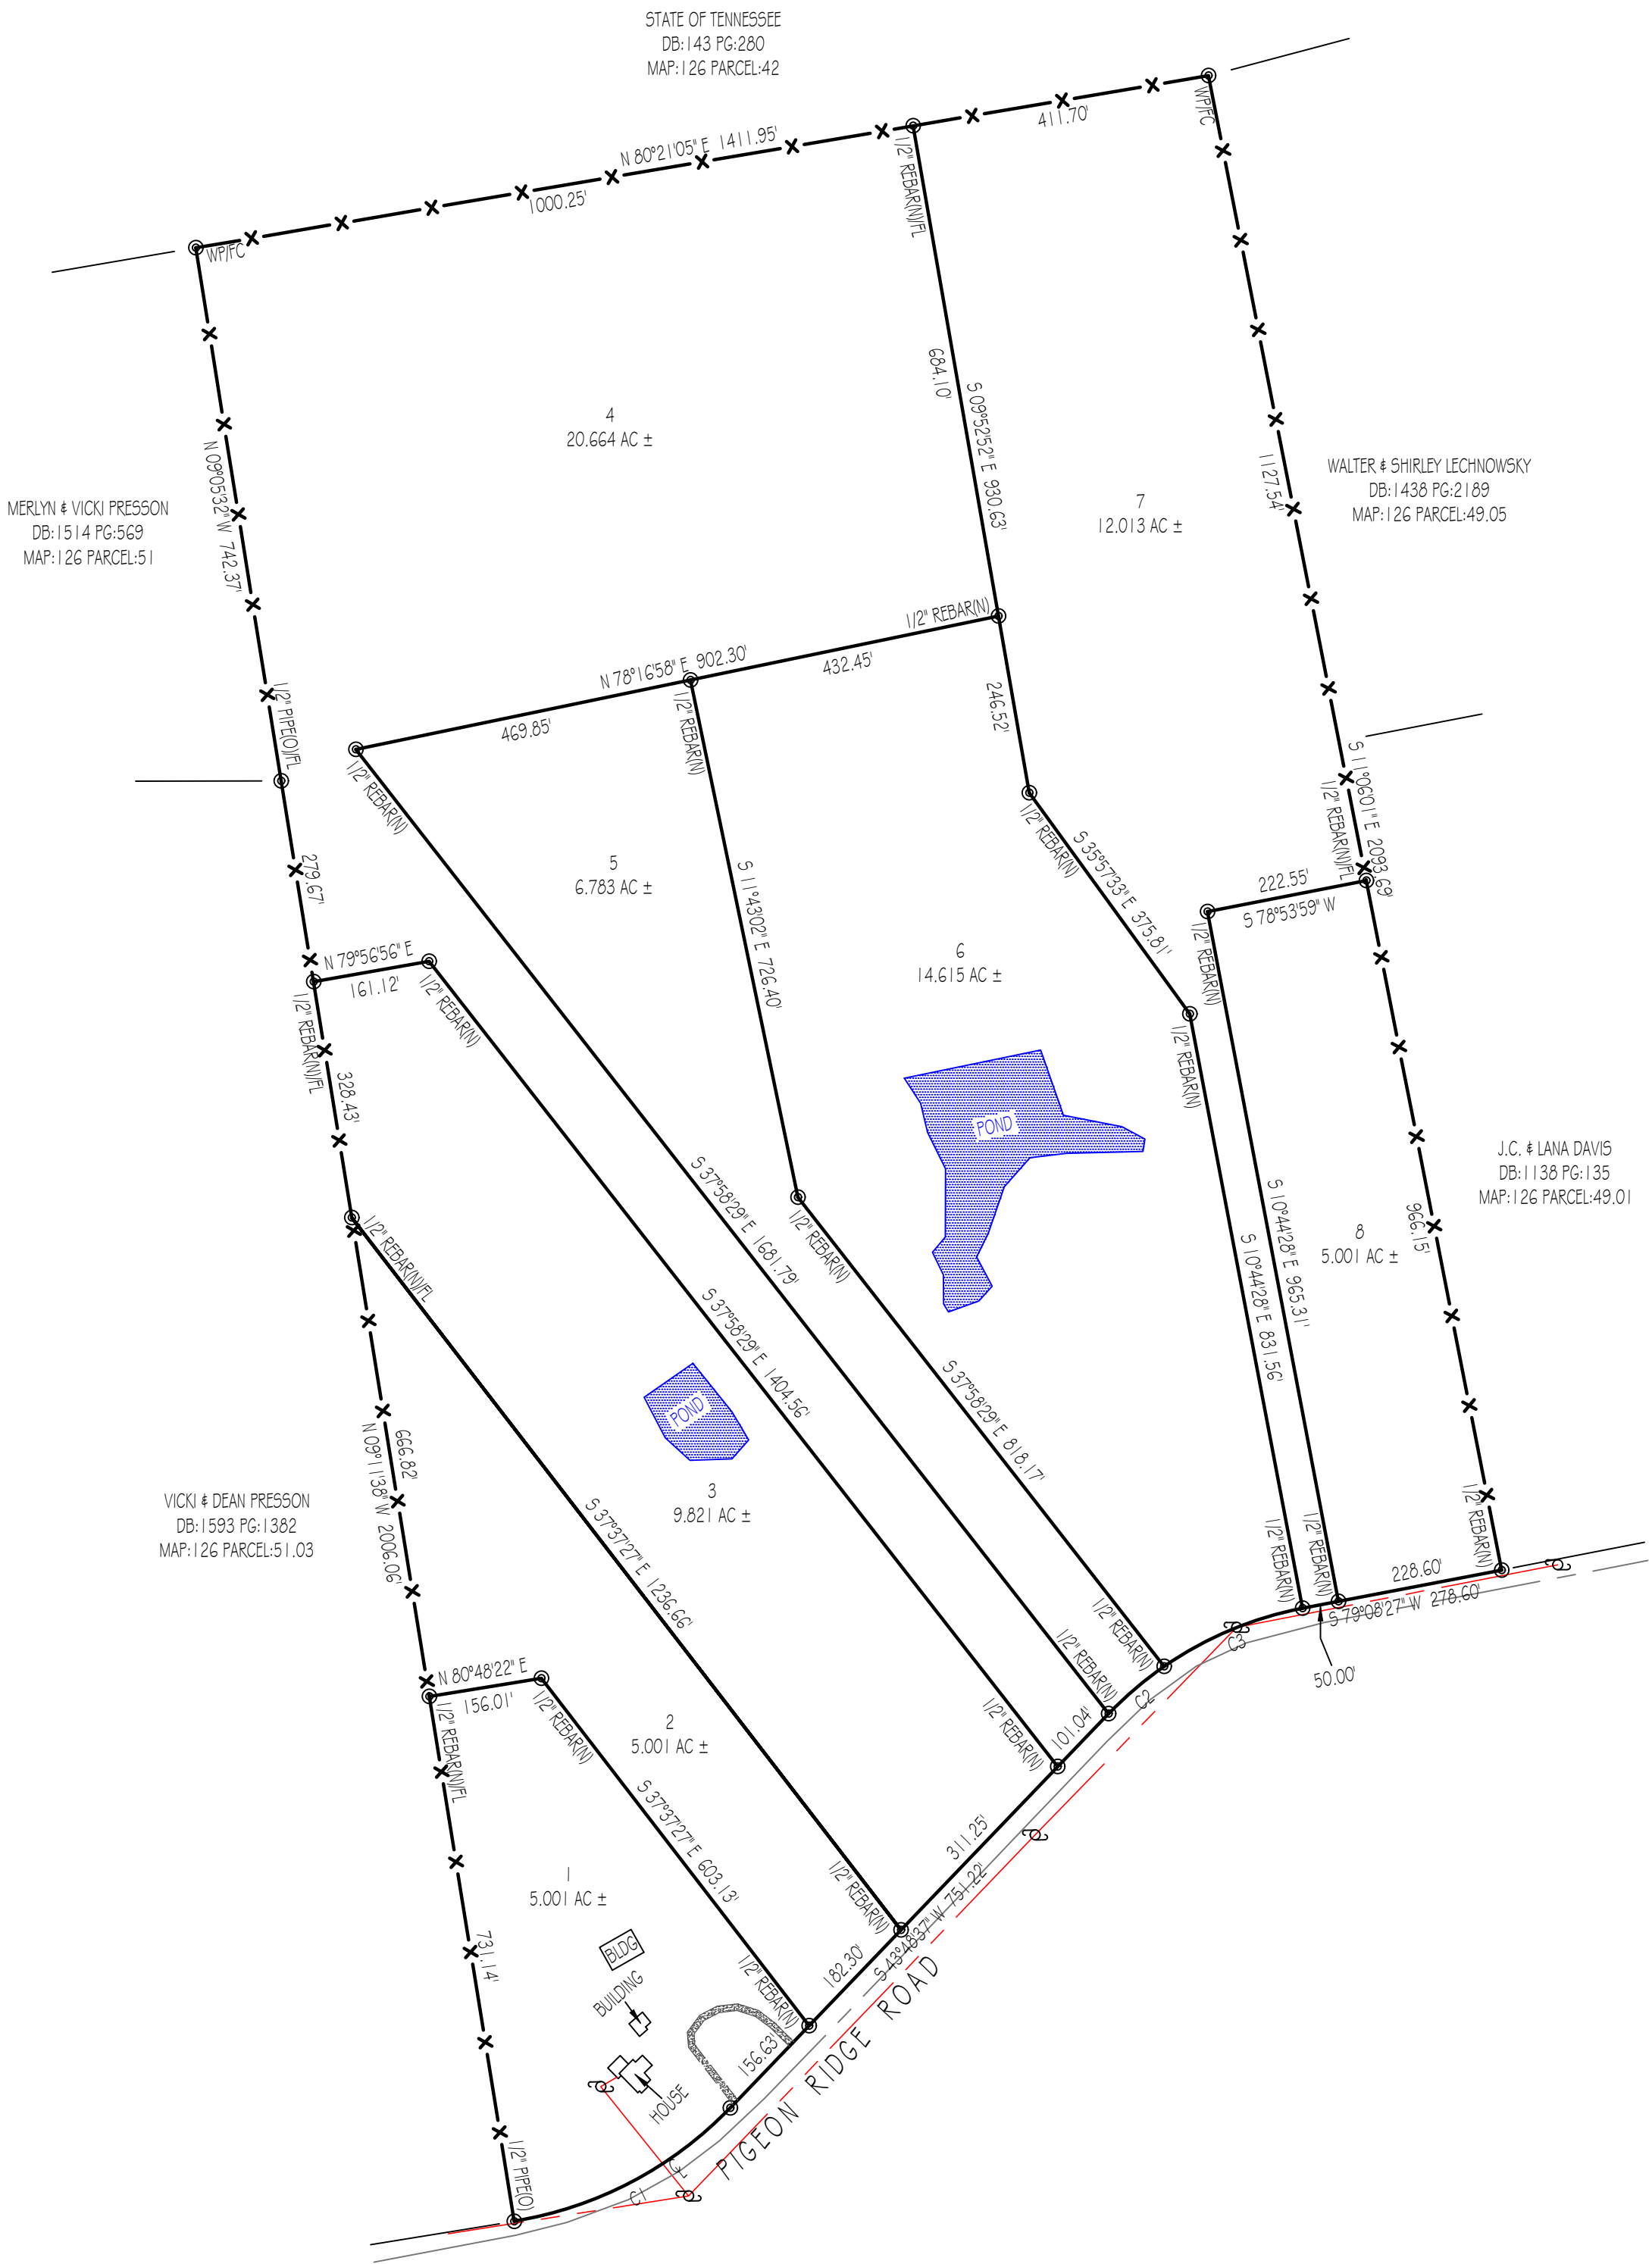 STATE OF TENNESSEE
DB:143 PG:280
MAP:126 PARCEL:42
WP/FC
411.70'
N 80°21'05" E 1411.95'
1000.25'
1/2" REBAR(N)/FL
WP/FC
684.10'
S 09°52'52" E 930.63'
4
20.664 AC ±
7
12.013 AC ±
1127.54'
WALTER & SHIRLEY LECHNOWSKY
DB:1438 PG:2189
MAP:126 PARCEL:49.05
MERLYN & VICKI PRESSON
DB:1514 PG:569
MAP:126 PARCEL:51
N 09°05'32" W 742.37'
1/2" REBAR(N)
N 78°16'58" E 902.30'
432.45'
469.85'
1/2" REBAR(N)
246.52'
1/2" PIPE(O)/FL
1/2" REBAR(N)
1/2" REBAR(N)
S 11°06'01" E 2093.69'
1/2" REBAR(N)/FL
S 35°57'33" E 375.81'
279.67'
5
6.783 AC ±
S 11°43'02" E 726.40'
222.55'
S 78°53'59" W
1/2" REBAR(N)
6
14.615 AC ±
N 79°56'56" E
161.12'
1/2" REBAR(N)
1/2" REBAR(N)/FL
1/2" REBAR(N)
328.43'
POND
S 37°58'29" E 1681.79'
1/2" REBAR(N)
S 10°44'28" E 965.31'
S 10°44'28" E 831.56'
966.15'
8
5.001 AC ±
J.C. & LANA DAVIS
DB:1138 PG:135
MAP:126 PARCEL:49.01
1/2" REBAR(N)/FL
S 37°58'29" E 1404.56'
S 37°58'29" E 818.17'
POND
3
9.821 AC ±
666.82'
N 09°11'38" W 2006.06'
VICKI & DEAN PRESSON
DB:1593 PG:1382
MAP:126 PARCEL:51.03
S 37°37'27" E 1236.66'
1/2" REBAR(N)
1/2" REBAR(N)
1/2" REBAR(N)
228.60'
S 79°08'27" W 278.60'
50.00'
1/2" REBAR(N)
1/2" REBAR(N)
C3
C2
N 80°48'22" E
156.01'
1/2" REBAR(N)
1/2" REBAR(N)/FL
2
5.001 AC ±
1/2" REBAR(N)
101.04'
S 37°37'27" E 603.13'
311.25'
1/2" REBAR(N)
S 43°48'37" W 751.22'
1
5.001 AC ±
731.14'
BLDG
BUILDING
1/2" REBAR(N)
182.30'
156.63'
HOUSE
PIGEON RIDGE ROAD
1/2" PIPE(O)
CL
C1